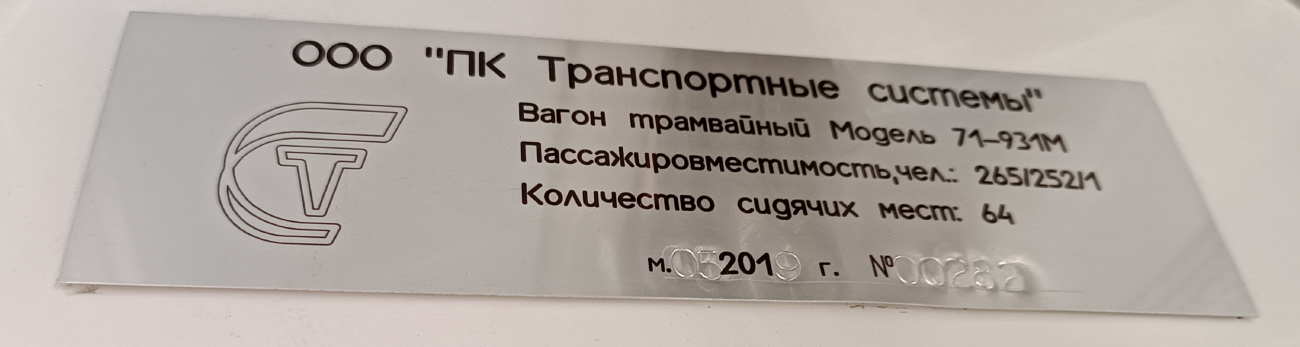 ООО "ПК Транспортные системы"
Вагон трамвайный Модель 71-931М
Пассажировместимость,чел.: 265/252/1
Количество сидячих мест: 64
м.05 2019 г. №00282
СТ